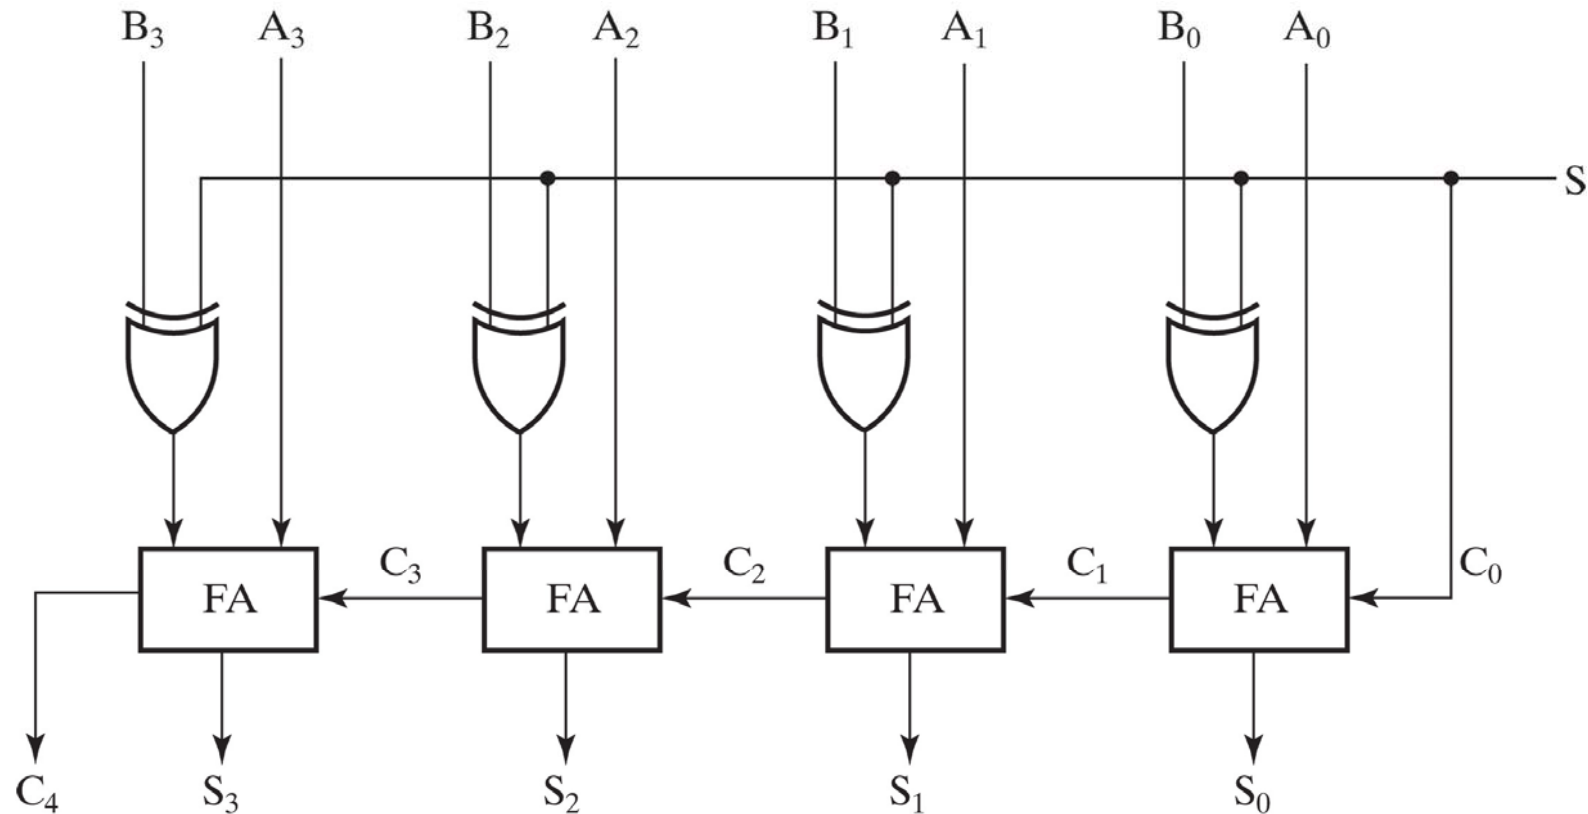 B₃ A₃ B₂ A₂ B₁ A₁ B₀ A₀
S
C₃ C₂ C₁ C₀
FA FA FA FA
C₄ S₃ S₂ S₁ S₀